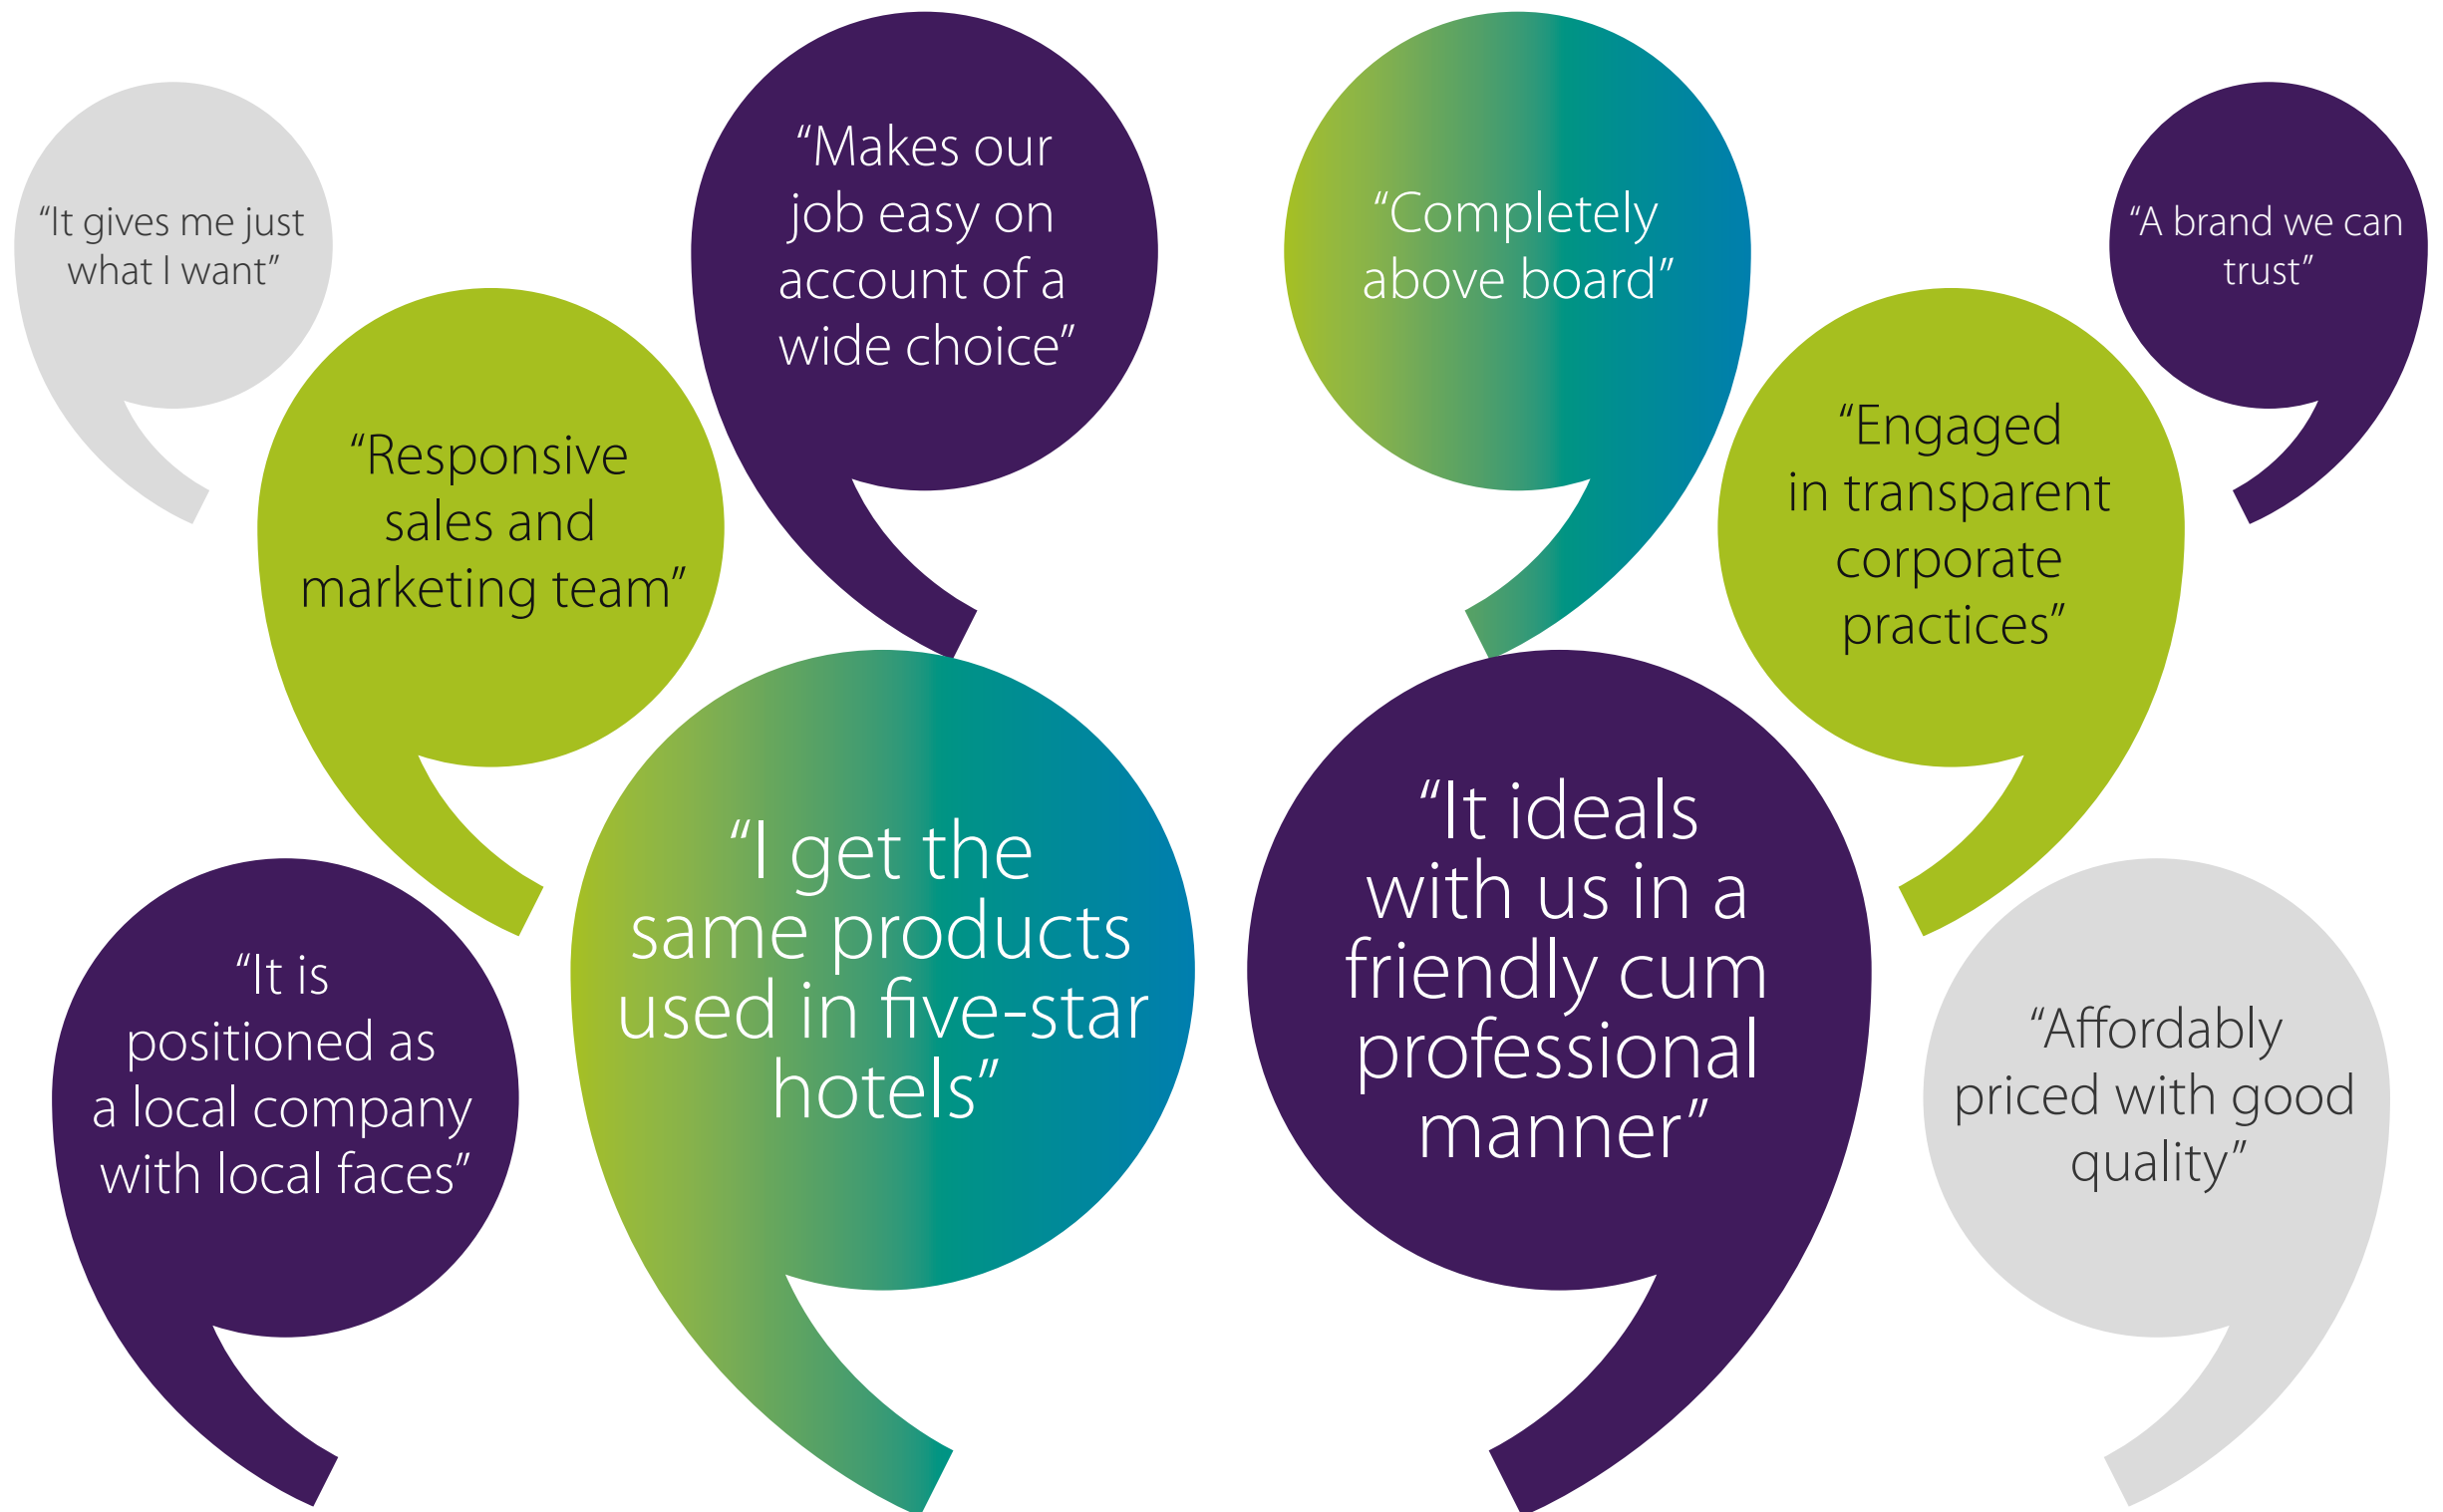 “It gives me just
what I want”
“Responsive
sales and
marketing team”
“Makes our
job easy on
account of a
wide choice”
“Completely
above board”
“Engaged
in transparent
corporate
practices”
“A brand we can
trust”
“It is
positioned as
a local company
with local faces”
“I get the
same products
used in five-star
hotels”
“It ideals
with us in a
friendly cum
professional
manner”
“Affordably
priced with good
quality”